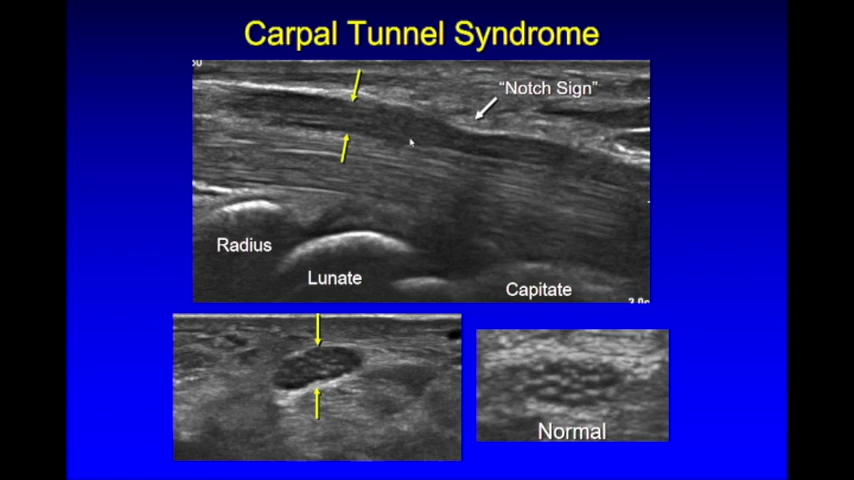 Carpal Tunnel Syndrome
"Notch Sign"
Radius
Lunate
Capitate
Normal